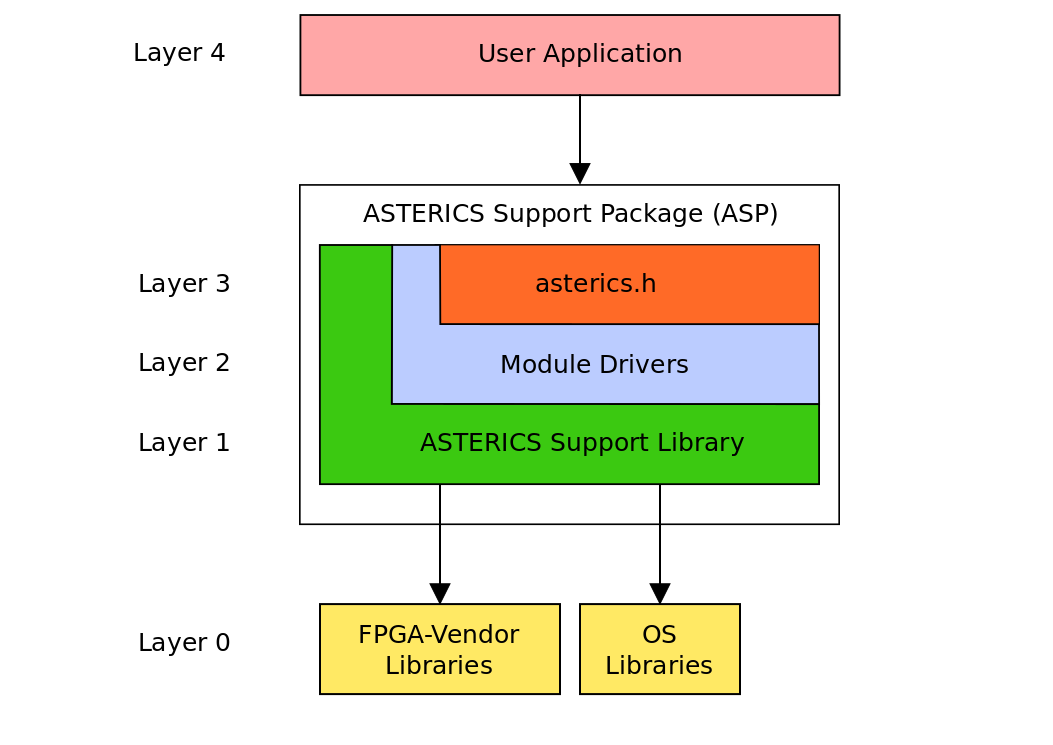 Layer 4
User Application
ASTERICS Support Package (ASP)
Layer 3
asterics.h
Layer 2
Module Drivers
Layer 1
ASTERICS Support Library
Layer 0
FPGA-Vendor
Libraries
OS
Libraries